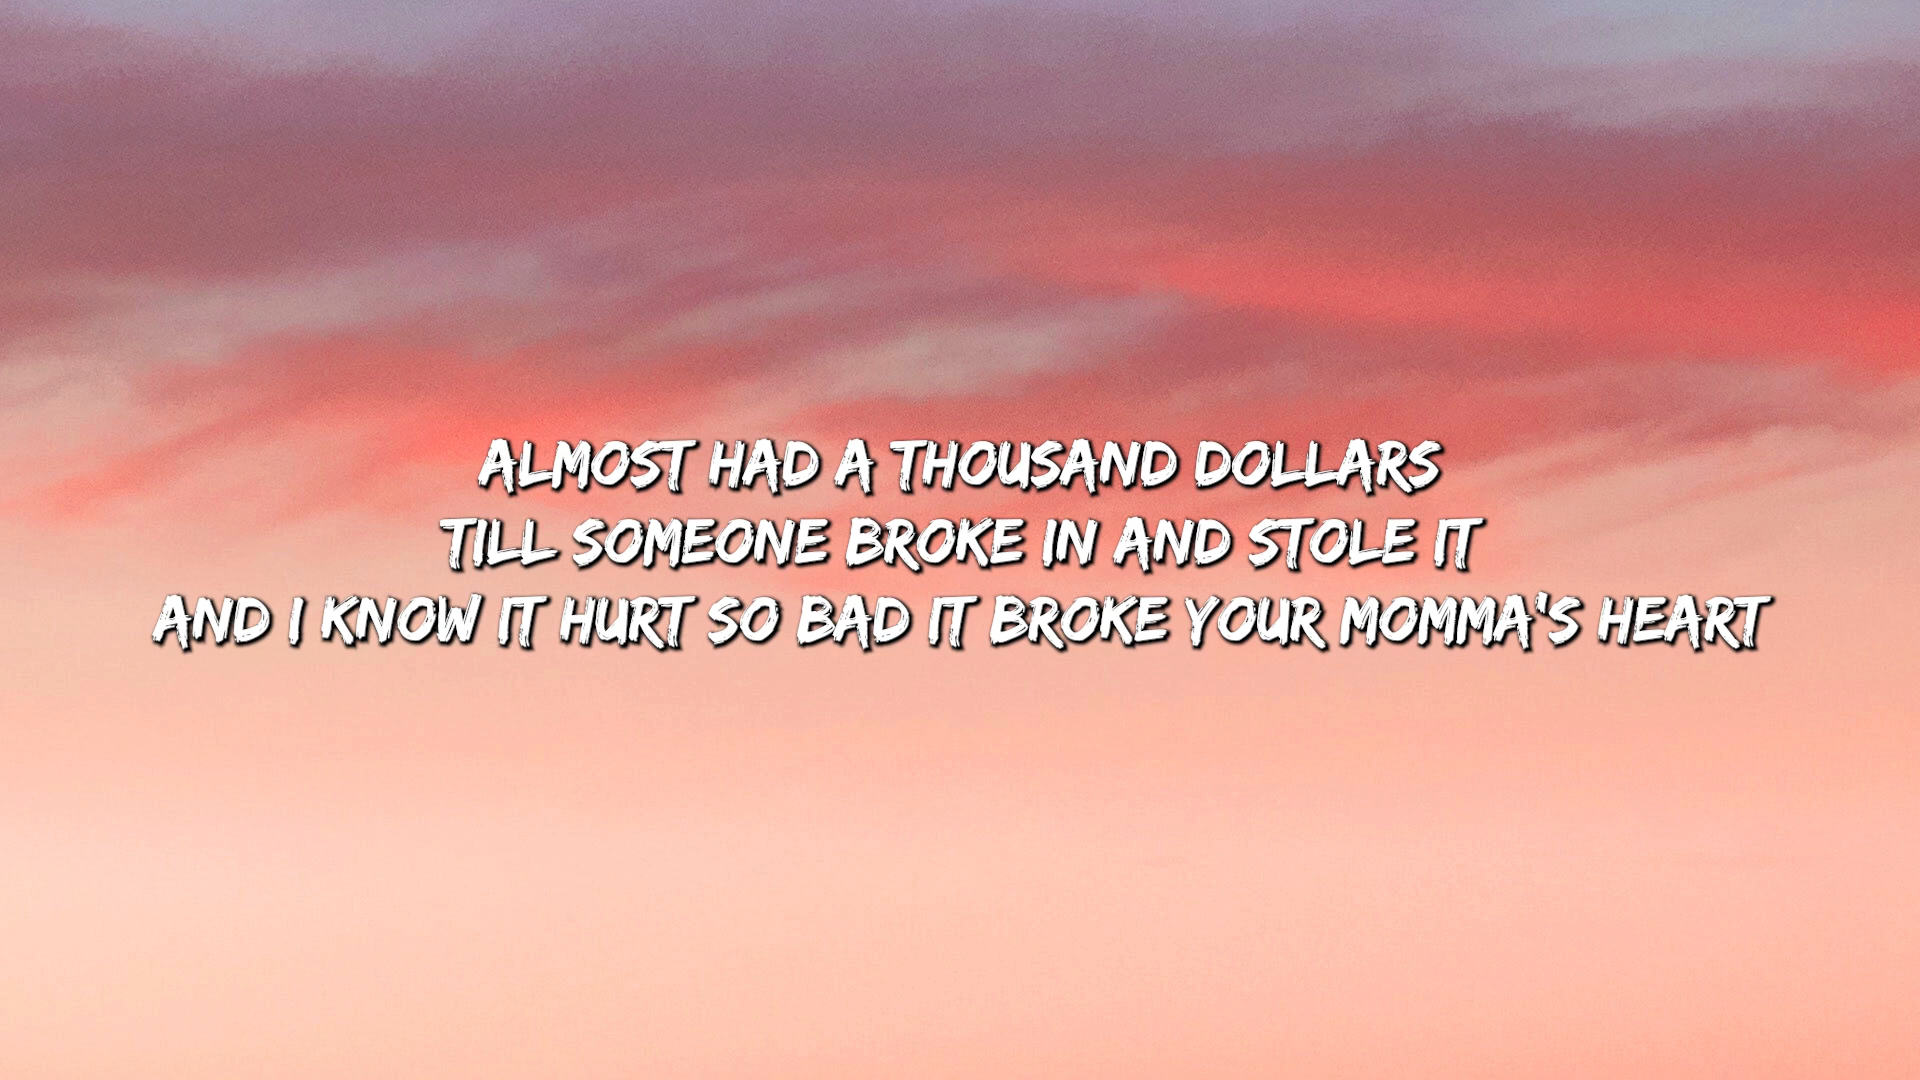 ALMOST HAD A THOUSAND DOLLARS
TILL SOMEONE BROKE IN AND STOLE IT
AND I KNOW IT HURT SO BAD IT BROKE YOUR MOMMA'S HEART